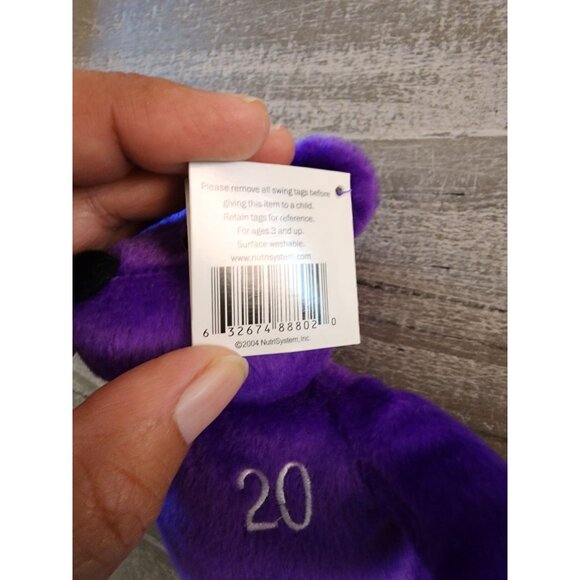 Please remove all swing tags before
giving this item to a child.
Retain tags for reference.
For ages 3 and up.
Surface washable.
www.nutrisystem.com
6 32674 88802 0
©2004 NutriSystem, Inc.
20